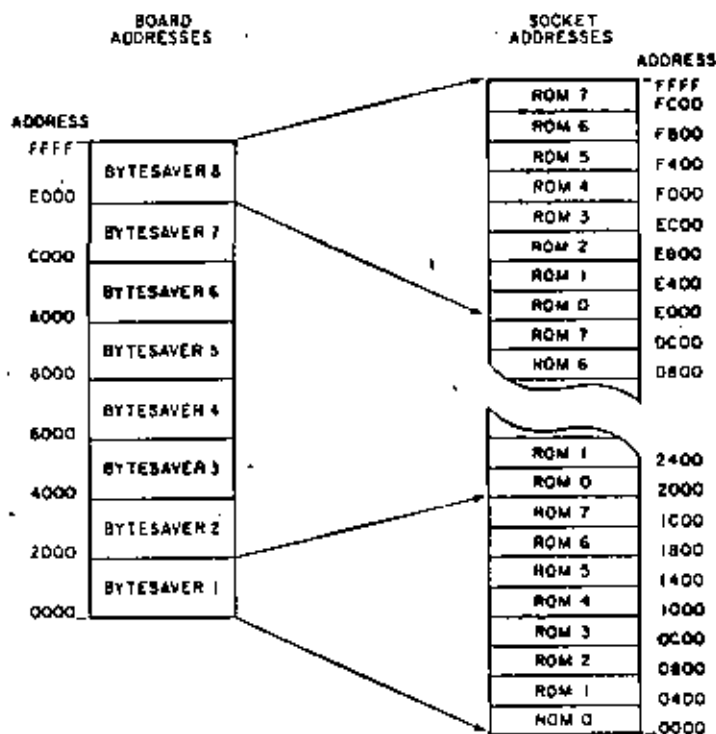 BOARD
ADDRESSES
ADDRESS
FFFF
BYTESAVER 8
E000
BYTESAVER 7
C000
BYTESAVER 6
A000
BYTESAVER 5
8000
BYTESAVER 4
6000
BYTESAVER 3
4000
BYTESAVER 2
2000
BYTESAVER 1
0000
SOCKET
ADDRESSES
ADDRESS
FFFF
ROM 7
FC00
ROM 6
F800
ROM 5
F400
ROM 4
F000
ROM 3
EC00
ROM 2
E800
ROM 1
E400
ROM 0
E000
ROM 7
DC00
ROM 6
D800
ROM 1
2400
ROM 0
2000
ROM 7
1C00
ROM 6
1800
ROM 5
1400
ROM 4
1000
ROM 3
0C00
ROM 2
0800
ROM 1
0400
ROM 0
0000